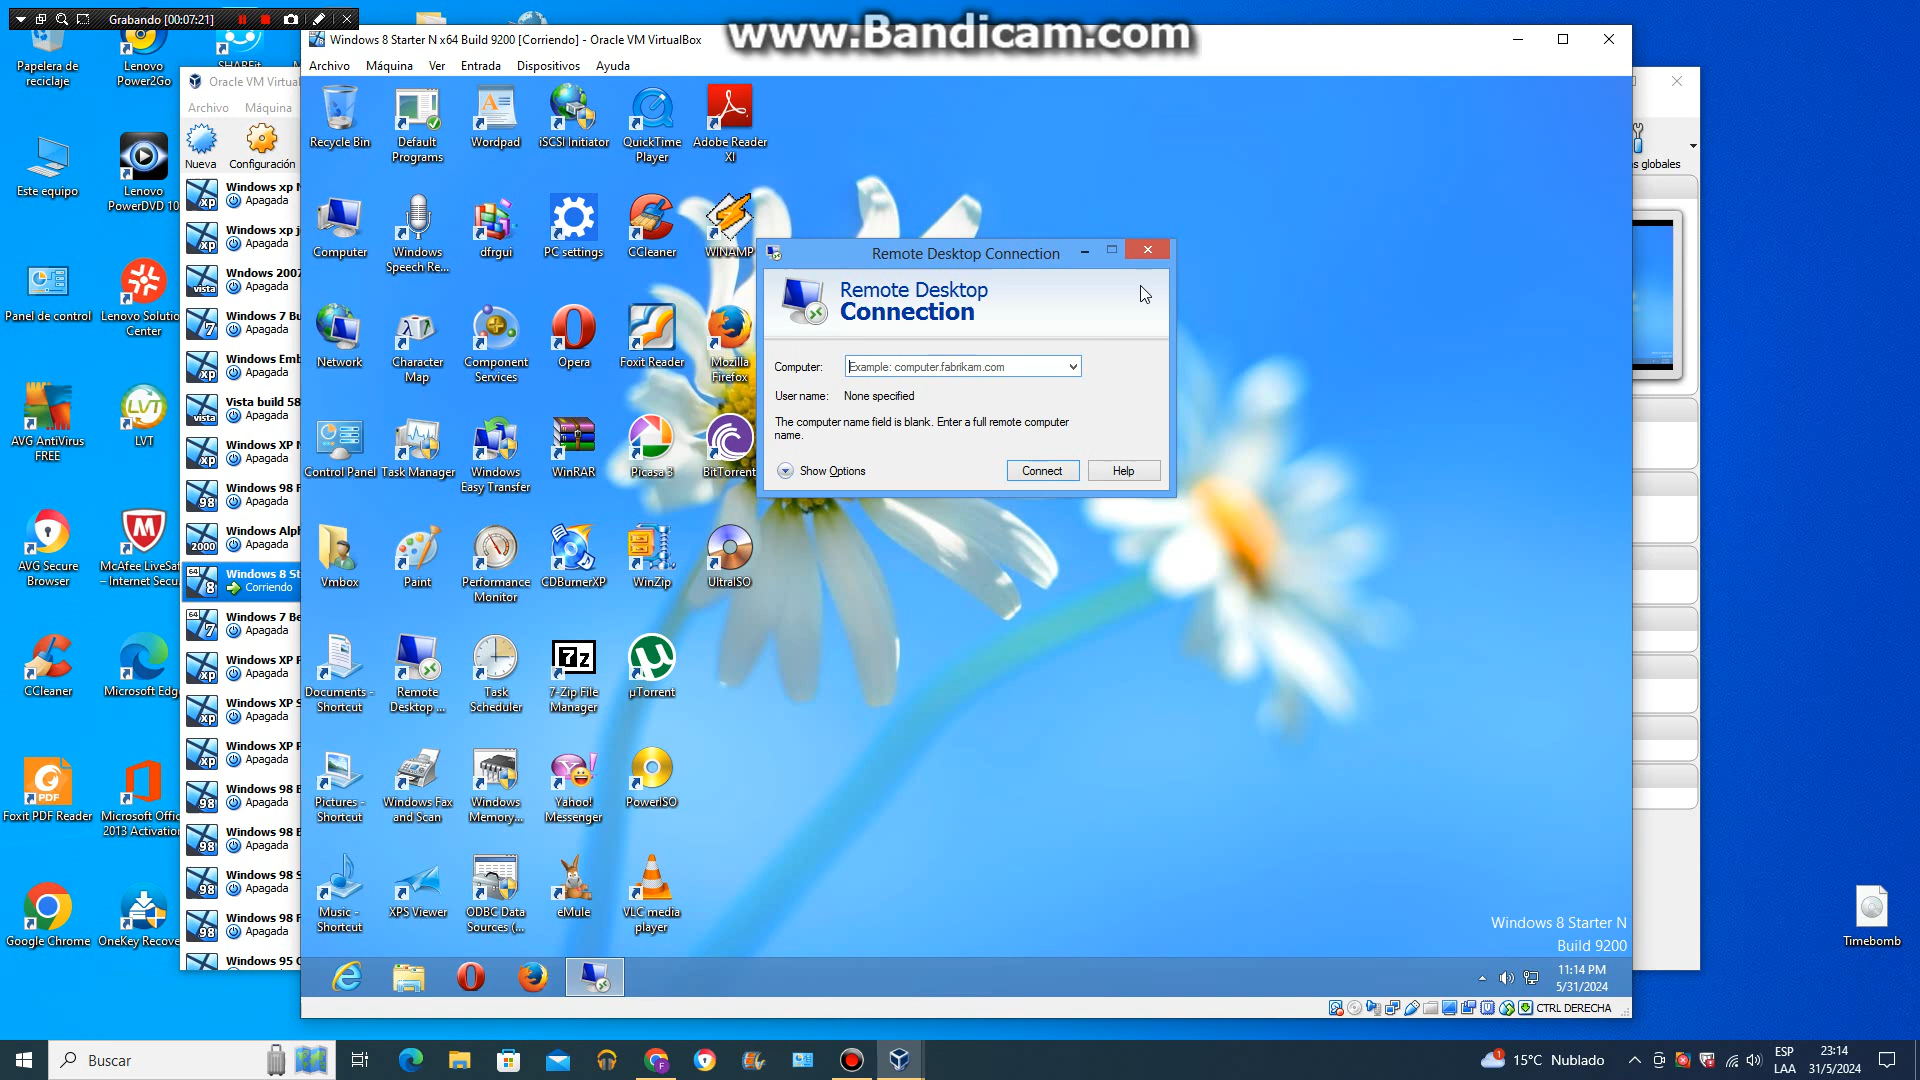 Grabando [00:07:21]
www.Bandicam.com
Papelera de
reciclaje
Lenovo
Power2Go
SHAREit
Este equipo
Lenovo
PowerDVD 10
Panel de control
Lenovo Solutio
Center
AVG AntiVirus
FREE
LVT
AVG Secure
Browser
McAfee LiveSaf
– Internet Secu
CCleaner
Microsoft Edg
Foxit PDF Reader
Microsoft Offic
2013 Activation
Google Chrome
OneKey Recove
Timebomb
Oracle VM Virtual
Archivo
Máquina
Nueva
Configuración
s globales
Windows xp
Apagada
Windows xp j
Apagada
Wndows 2007
Apagada
Windows 7 Bu
Apagada
Windows Emb
Apagada
Vista build 58
Apagada
Windows XP
Apagada
Windows 98 F
Apagada
Windows Alph
Apagada
Windows 8 St
Corriendo
Windows 7 Be
Apagada
Windows XP P
Apagada
Windows XP S
Apagada
Windows XP P
Apagada
Windows 98 B
Apagada
Windows 98 B
Apagada
Windows 98 S
Apagada
Windows 98 F
Apagada
Windows 95
Windows 8 Starter N x64 Build 9200 [Corriendo] - Oracle VM VirtualBox
Archivo
Máquina
Ver
Entrada
Dispositivos
Ayuda
Recycle Bin
Default
Programs
Wordpad
iSCSI Initiator
QuickTime
Player
Adobe Reader
XI
Computer
Windows
Speech Re...
dfrgui
PC settings
CCleaner
WINAMP
Network
Character
Map
Component
Services
Opera
Foxit Reader
Mozilla
Firefox
Control Panel
Task Manager
Windows
Easy Transfer
WinRAR
Picasa 3
BitTorrent
Vmbox
Paint
Performance
Monitor
CDBurnerXP
WinZip
UltraISO
Documents -
Shortcut
Remote
Desktop ...
Task
Scheduler
7-Zip File
Manager
µTorrent
Pictures -
Shortcut
Windows Fax
and Scan
Windows
Memory...
Yahoo!
Messenger
PowerISO
Music -
Shortcut
XPS Viewer
ODBC Data
Sources (...
eMule
VLC media
player
Remote Desktop Connection
Remote Desktop
Connection
Computer:
Example: computer.fabrikam.com
User name:
None specified
The computer name field is blank. Enter a full remote computer
name.
Show Options
Connect
Help
Windows 8 Starter N
Build 9200
11:14 PM
5/31/2024
CTRL DERECHA
Buscar
15°C Nublado
ESP
LAA
23:14
31/5/2024